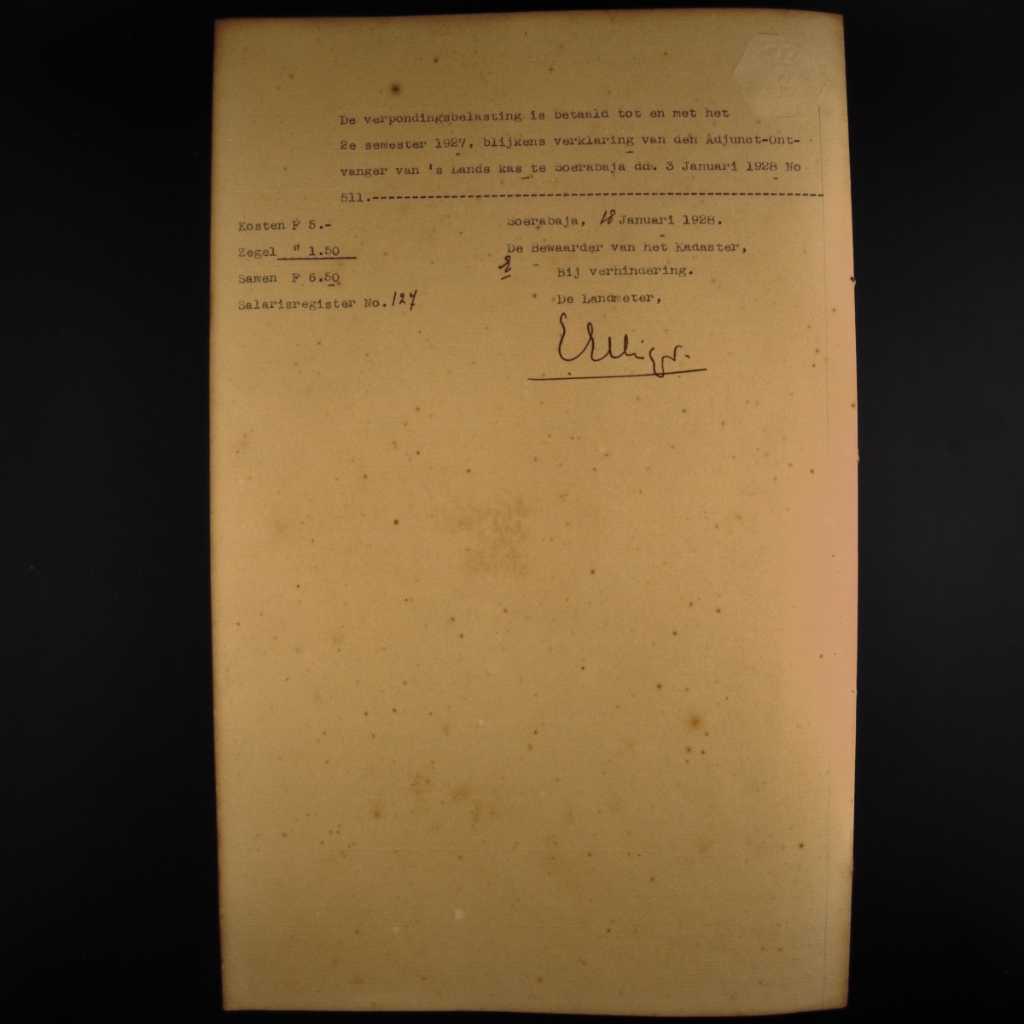 De verpondingsbelasting is betaald tot en met het
2e semester 1927, blijkens verklaring van den Adjunct-Ont-
vanger van 's Lands kas te Soerabaja dd. 3 Januari 1928 No
511.-------------------------------------------------------
Kosten F 5.-
Zegel " 1.50
Samen F 6.50
Salarisregister No. 127
Soerabaja, 18 Januari 1928.
De Bewaarder van het Kadaster,
Bij verhindering.
De Landmeter,